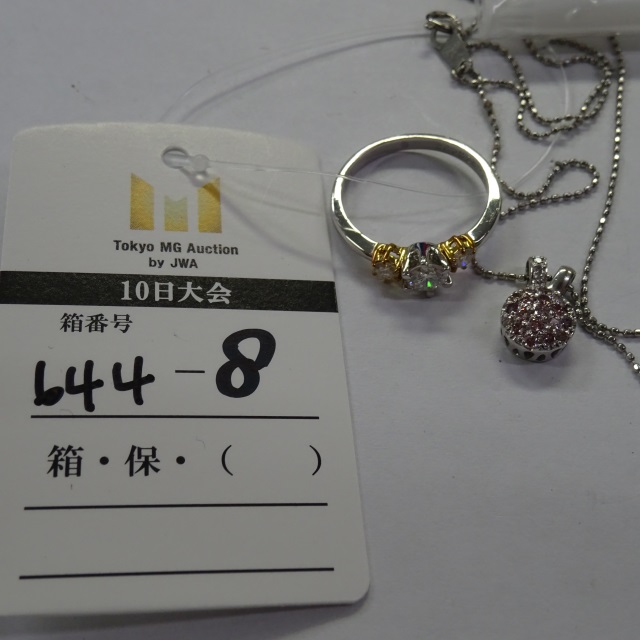 Tokyo MG Auction
by JWA
10日大会
箱番号
644-8
箱・保・（　　）